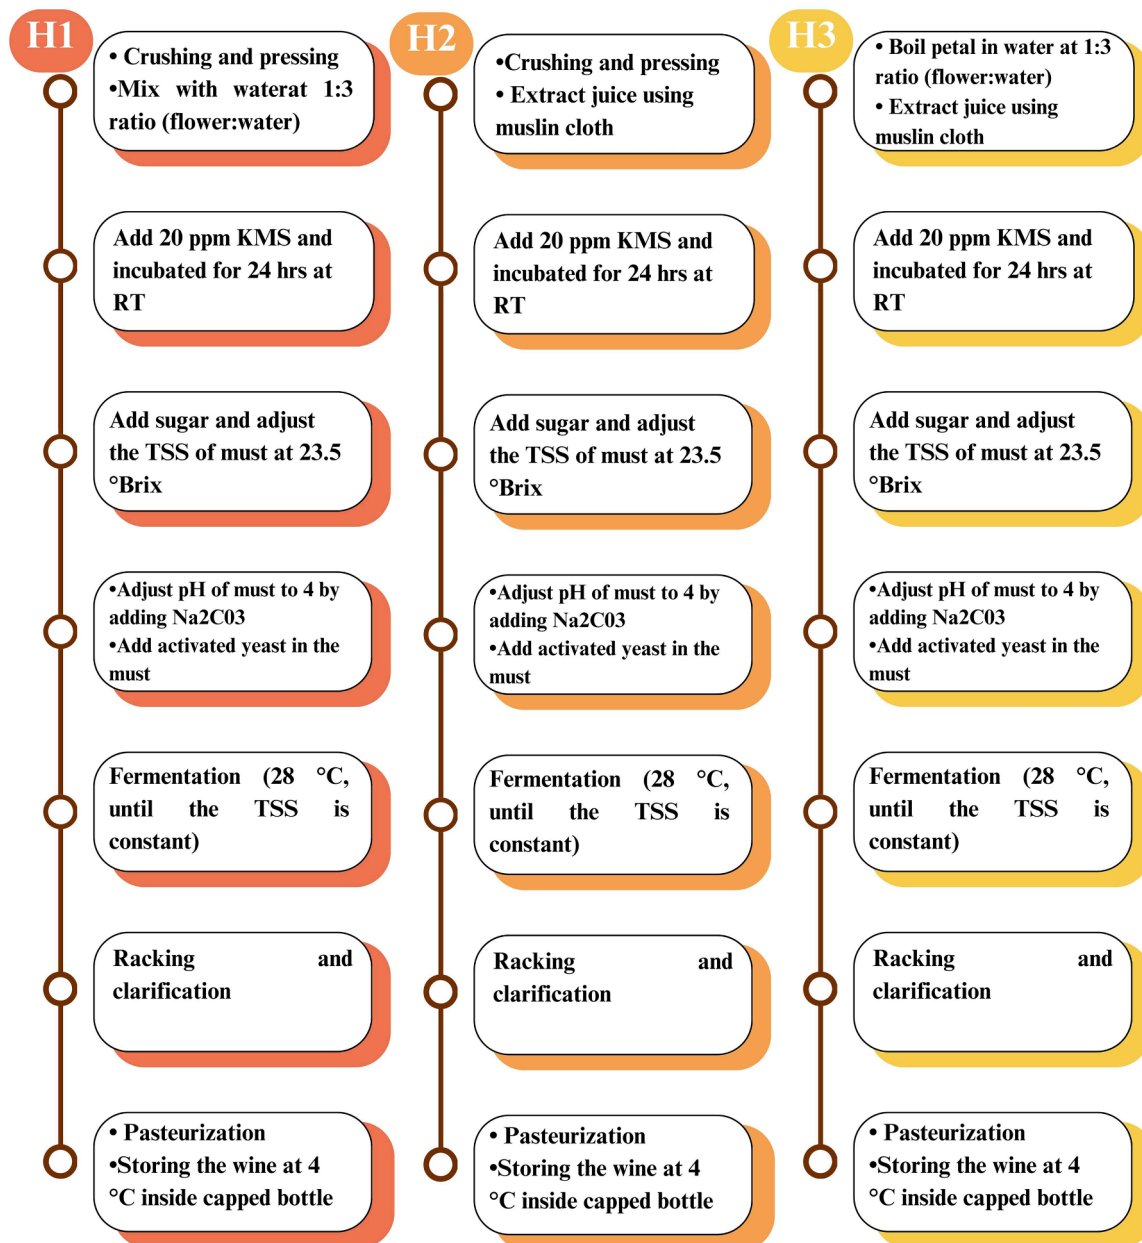 H1
• Crushing and pressing
•Mix with waterat 1:3
ratio (flower:water)
Add 20 ppm KMS and
incubated for 24 hrs at
RT
Add sugar and adjust
the TSS of must at 23.5
°Brix
•Adjust pH of must to 4 by
adding Na2C03
•Add activated yeast in the
must
Fermentation (28 °C,
until the TSS is
constant)
Racking and
clarification
• Pasteurization
•Storing the wine at 4
°C inside capped bottle
H2
•Crushing and pressing
• Extract juice using
muslin cloth
Add 20 ppm KMS and
incubated for 24 hrs at
RT
Add sugar and adjust
the TSS of must at 23.5
°Brix
•Adjust pH of must to 4 by
adding Na2C03
•Add activated yeast in the
must
Fermentation (28 °C,
until the TSS is
constant)
Racking and
clarification
• Pasteurization
•Storing the wine at 4
°C inside capped bottle
H3
• Boil petal in water at 1:3
ratio (flower:water)
• Extract juice using
muslin cloth
Add 20 ppm KMS and
incubated for 24 hrs at
RT
Add sugar and adjust
the TSS of must at 23.5
°Brix
•Adjust pH of must to 4 by
adding Na2C03
•Add activated yeast in the
must
Fermentation (28 °C,
until the TSS is
constant)
Racking and
clarification
• Pasteurization
•Storing the wine at 4
°C inside capped bottle